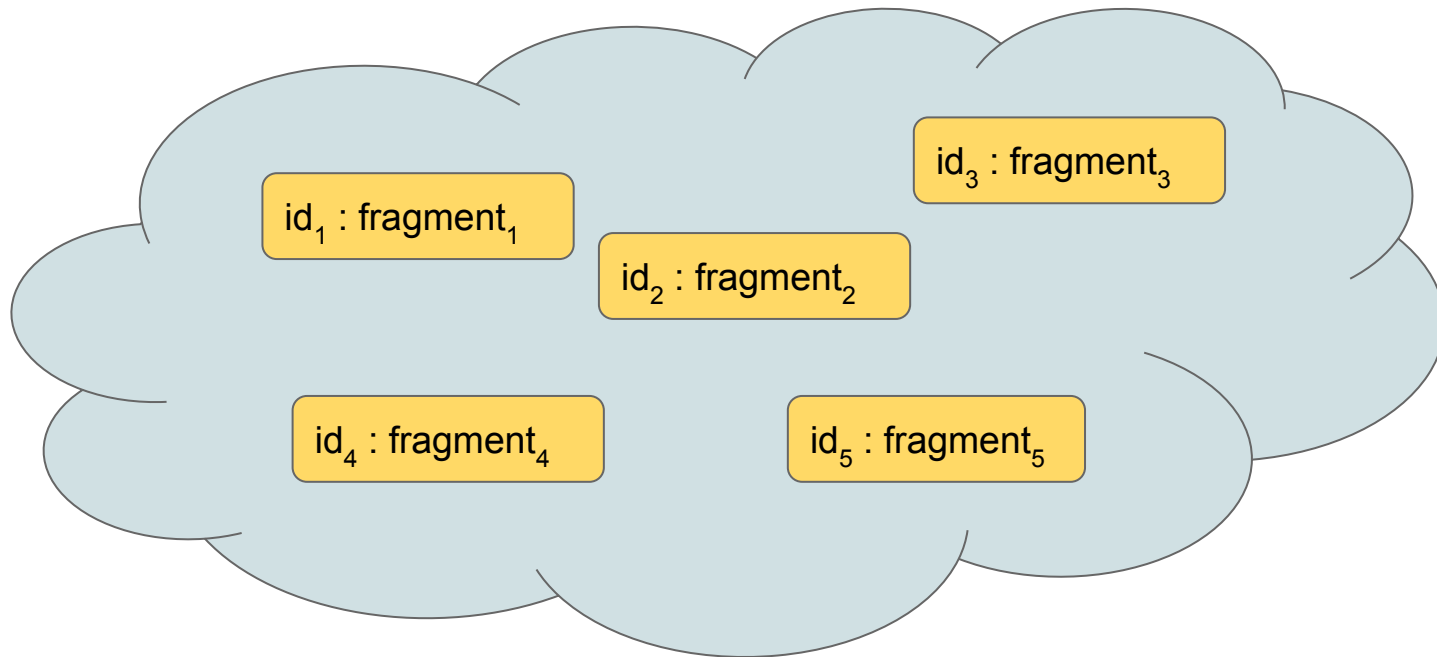 id₃ : fragment₃
id₁ : fragment₁
id₂ : fragment₂
id₄ : fragment₄
id₅ : fragment₅